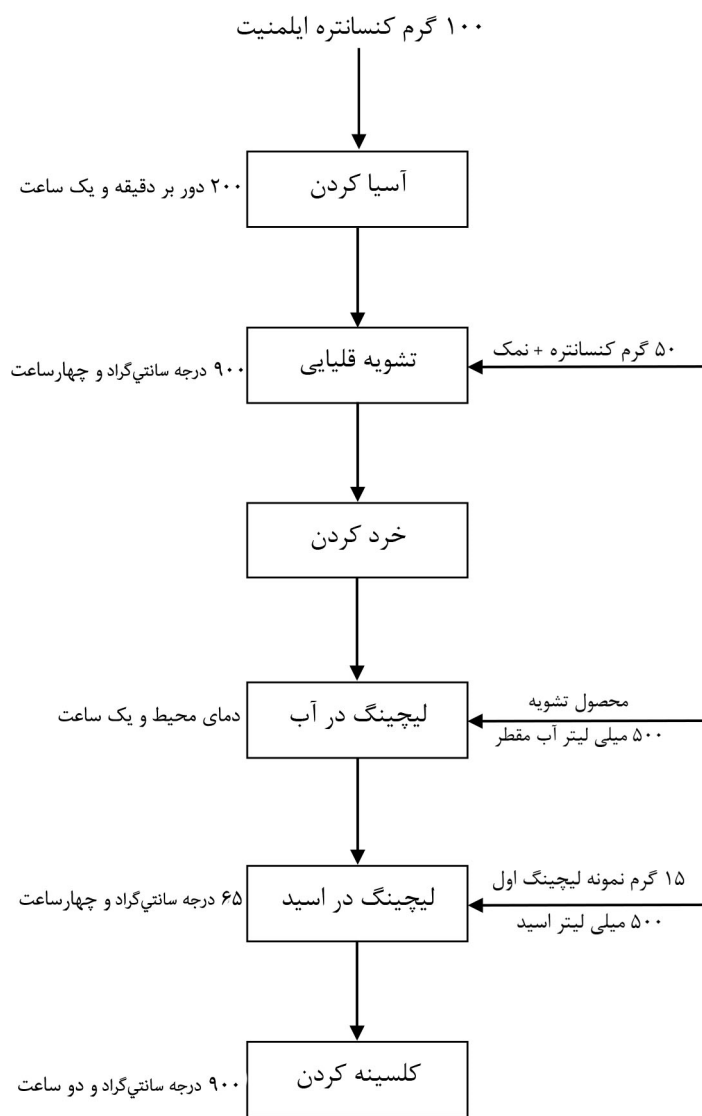 ۱۰۰ گرم کنسانتره ایلمنیت
آسیا کردن
۲۰۰ دور بر دقیقه و یک ساعت
۵۰ گرم کنسانتره + نمک
تشویه قلیایی
۹۰۰ درجه سانتي‌گراد و چهارساعت
خرد کردن
محصول تشویه
۵۰۰ میلی لیتر آب مقطر
لیچینگ در آب
دمای محیط و یک ساعت
۱۵ گرم نمونه لیچینگ اول
۵۰۰ میلی لیتر اسید
لیچینگ در اسید
۶۵ درجه سانتي‌گراد و چهارساعت
کلسینه کردن
۹۰۰ درجه سانتي‌گراد و دو ساعت